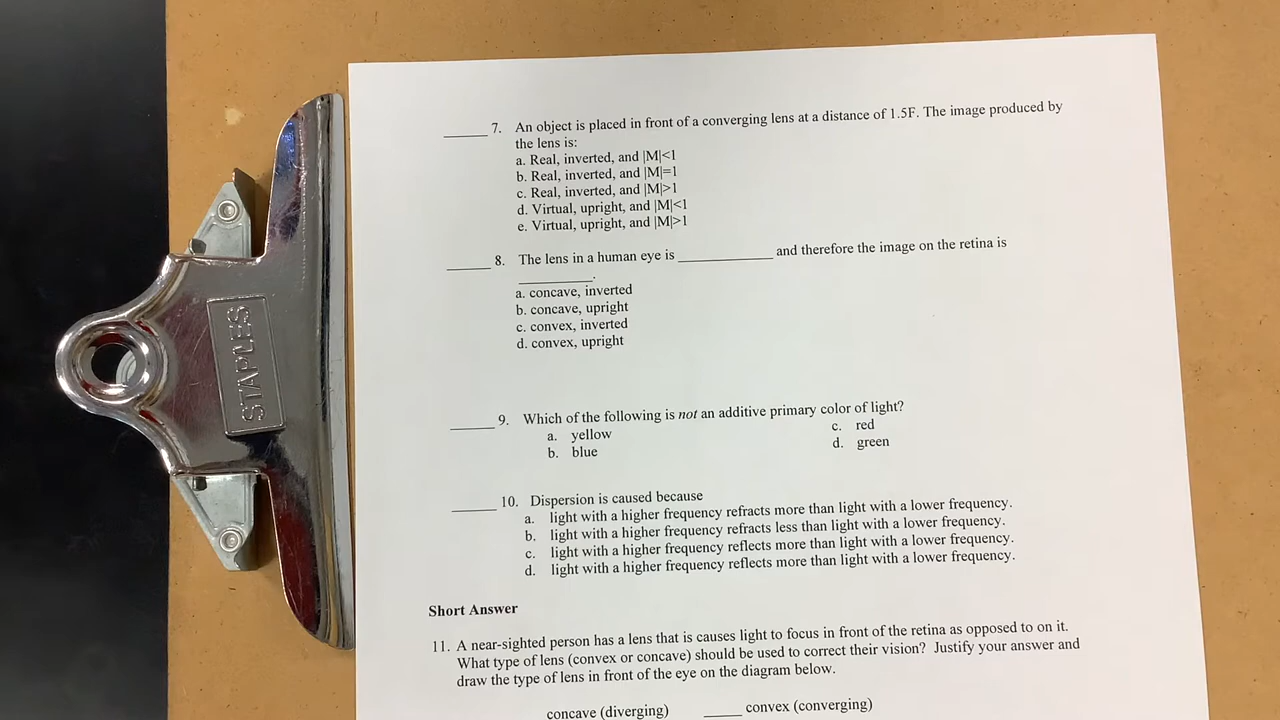 STAPLES
_____ 7. An object is placed in front of a converging lens at a distance of 1.5F. The image produced by
the lens is:
a. Real, inverted, and |M|<1
b. Real, inverted, and |M|=1
c. Real, inverted, and |M|>1
d. Virtual, upright, and |M|<1
e. Virtual, upright, and |M|>1
_____ 8. The lens in a human eye is ___________ and therefore the image on the retina is
_________.
a. concave, inverted
b. concave, upright
c. convex, inverted
d. convex, upright
_____ 9. Which of the following is not an additive primary color of light?
a. yellow c. red
b. blue d. green
_____ 10. Dispersion is caused because
a. light with a higher frequency refracts more than light with a lower frequency.
b. light with a higher frequency refracts less than light with a lower frequency.
c. light with a higher frequency reflects more than light with a lower frequency.
d. light with a higher frequency reflects more than light with a lower frequency.
Short Answer
11. A near-sighted person has a lens that is causes light to focus in front of the retina as opposed to on it.
What type of lens (convex or concave) should be used to correct their vision? Justify your answer and
draw the type of lens in front of the eye on the diagram below.
concave (diverging) _____ convex (converging)